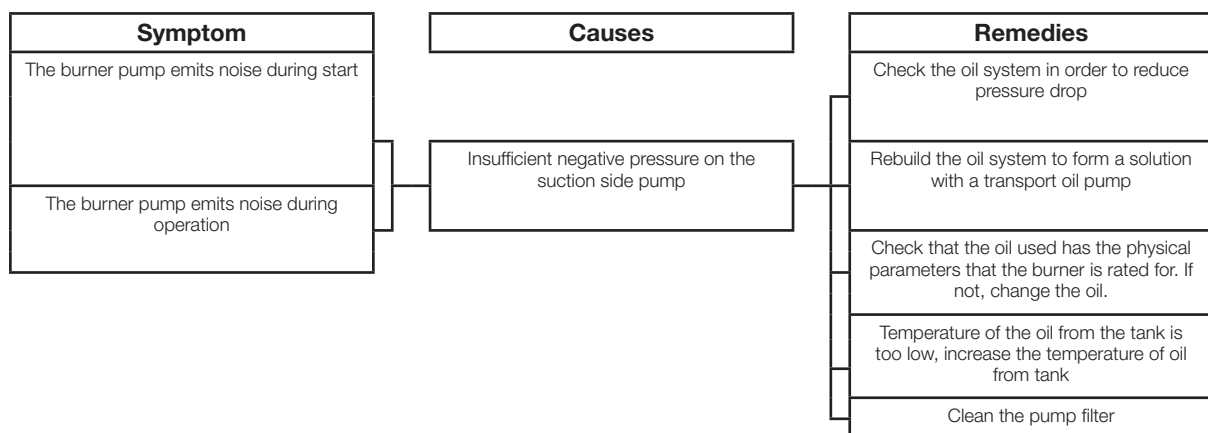 Symptom
Causes
Remedies
The burner pump emits noise during start
The burner pump emits noise during
operation
Insufficient negative pressure on the
suction side pump
Check the oil system in order to reduce
pressure drop
Rebuild the oil system to form a solution
with a transport oil pump
Check that the oil used has the physical
parameters that the burner is rated for. If
not, change the oil.
Temperature of the oil from the tank is
too low, increase the temperature of oil
from tank
Clean the pump filter